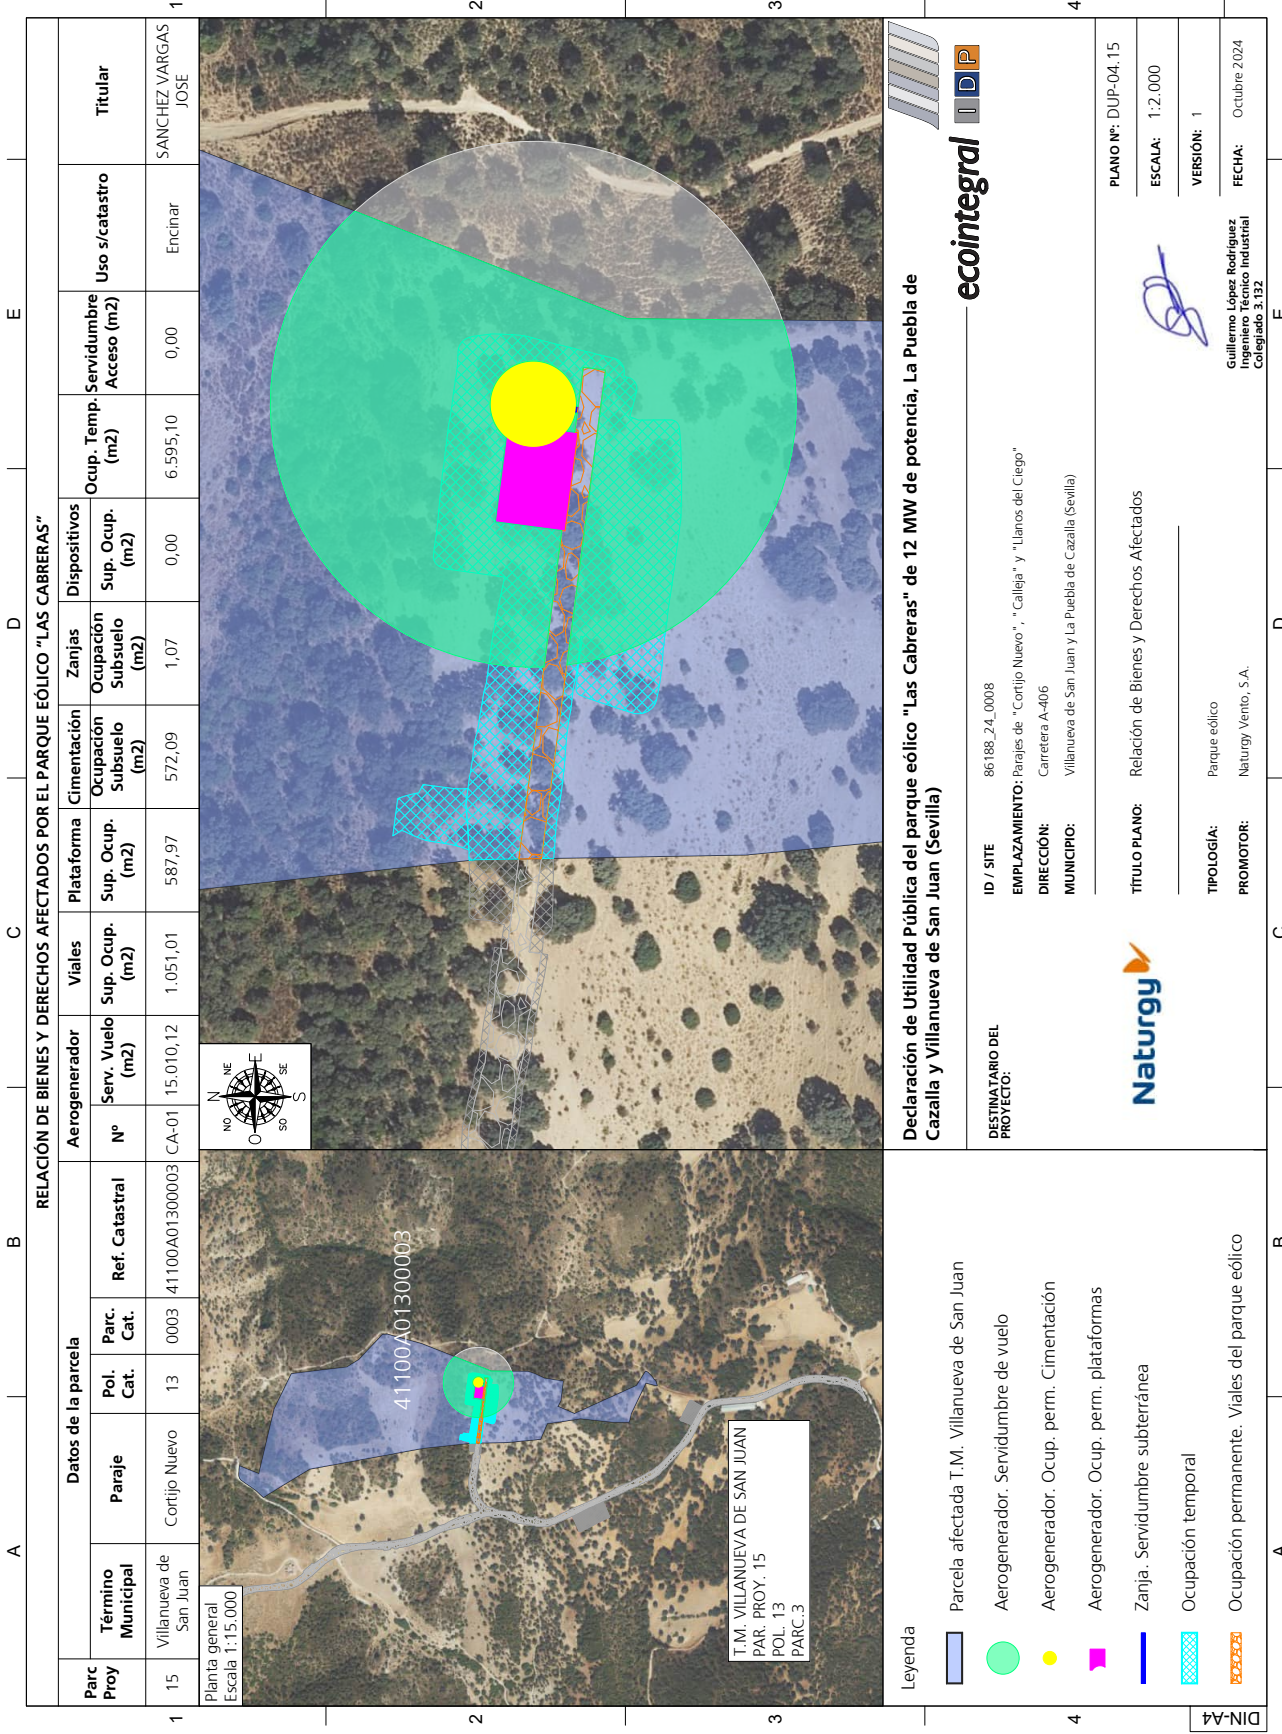 A
B
C
D
E
RELACIÓN DE BIENES Y DERECHOS AFECTADOS POR EL PARQUE EÓLICO "LAS CABRERAS"
Parc Proy
Datos de la parcela
Aerogenerador
Viales
Plataforma
Cimentación
Zanjas
Dispositivos
Ocup. Temp. (m2)
Servidumbre Acceso (m2)
Uso s/catastro
Titular
Término Municipal
Paraje
Pol. Cat.
Parc. Cat.
Ref. Catastral
Nº
Serv. Vuelo (m2)
Sup. Ocup. (m2)
Sup. Ocup. (m2)
Ocupación Subsuelo (m2)
Ocupación Subsuelo (m2)
Sup. Ocup. (m2)
15
Villanueva de San Juan
Cortijo Nuevo
13
0003
41100A01300003
CA-01
15.010,12
1.051,01
587,97
572,09
1,07
0,00
6.595,10
0,00
Encinar
SANCHEZ VARGAS JOSE
1
1
2
2
3
3
4
4
Planta general
Escala 1:15.000
41100A01300003
T.M. VILLANUEVA DE SAN JUAN
PAR. PROY. 15
POL. 13
PARC.3
N
NE
E
SE
S
SO
O
NO
Leyenda
Parcela afectada T.M. Villanueva de San Juan
Aerogenerador. Servidumbre de vuelo
Aerogenerador. Ocup. perm. Cimentación
Aerogenerador. Ocup. perm. plataformas
Zanja. Servidumbre subterránea
Ocupación temporal
Ocupación permanente. Viales del parque eólico
Declaración de Utilidad Pública del parque eólico "Las Cabreras" de 12 MW de potencia, La Puebla de
Cazalla y Villanueva de San Juan (Sevilla)
ecointegral
IDP
DESTINATARIO DEL
PROYECTO:
Naturgy
ID / SITE 86188_24_0008
EMPLAZAMIENTO: Parajes de "Cortijo Nuevo", "Calleja" y "Llanos del Ciego"
DIRECCIÓN: Carretera A-406
MUNICIPIO: Villanueva de San Juan y La Puebla de Cazalla (Sevilla)
TÍTULO PLANO: Relación de Bienes y Derechos Afectados
TIPOLOGÍA: Parque eólico
PROMOTOR: Naturgy Vento, S.A.
Guillermo López Rodríguez
Ingeniero Técnico Industrial
Colegiado 3.132
PLANO Nº: DUP-04.15
ESCALA: 1:2.000
VERSIÓN: 1
FECHA: Octubre 2024
DIN-A4
A
B
C
D
E